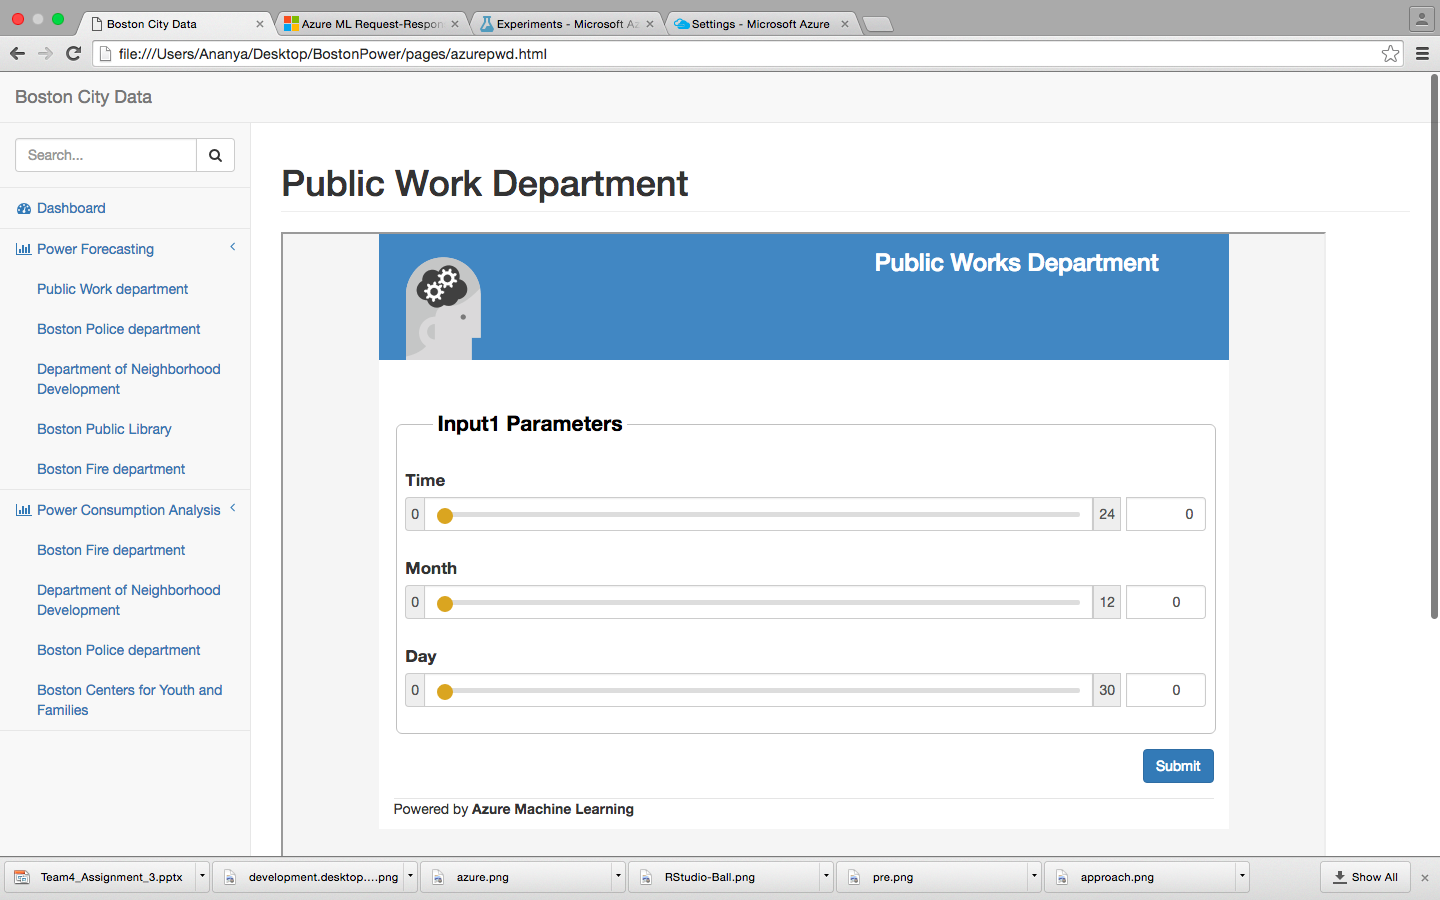 Boston City Data
Azure ML Request-Respon
Experiments - Microsoft Az
Settings - Microsoft Azure
file:///Users/Ananya/Desktop/BostonPower/pages/azurepwd.html
Boston City Data
Search...
Dashboard
Power Forecasting
Public Work department
Boston Police department
Department of Neighborhood
Development
Boston Public Library
Boston Fire department
Power Consumption Analysis
Boston Fire department
Department of Neighborhood
Development
Boston Police department
Boston Centers for Youth and
Families
Public Work Department
Public Works Department
Input1 Parameters
Time
0 24 0
Month
0 12 0
Day
0 30 0
Submit
Powered by Azure Machine Learning
Team4_Assignment_3.pptx
development.desktop....png
azure.png
RStudio-Ball.png
pre.png
approach.png
Show All